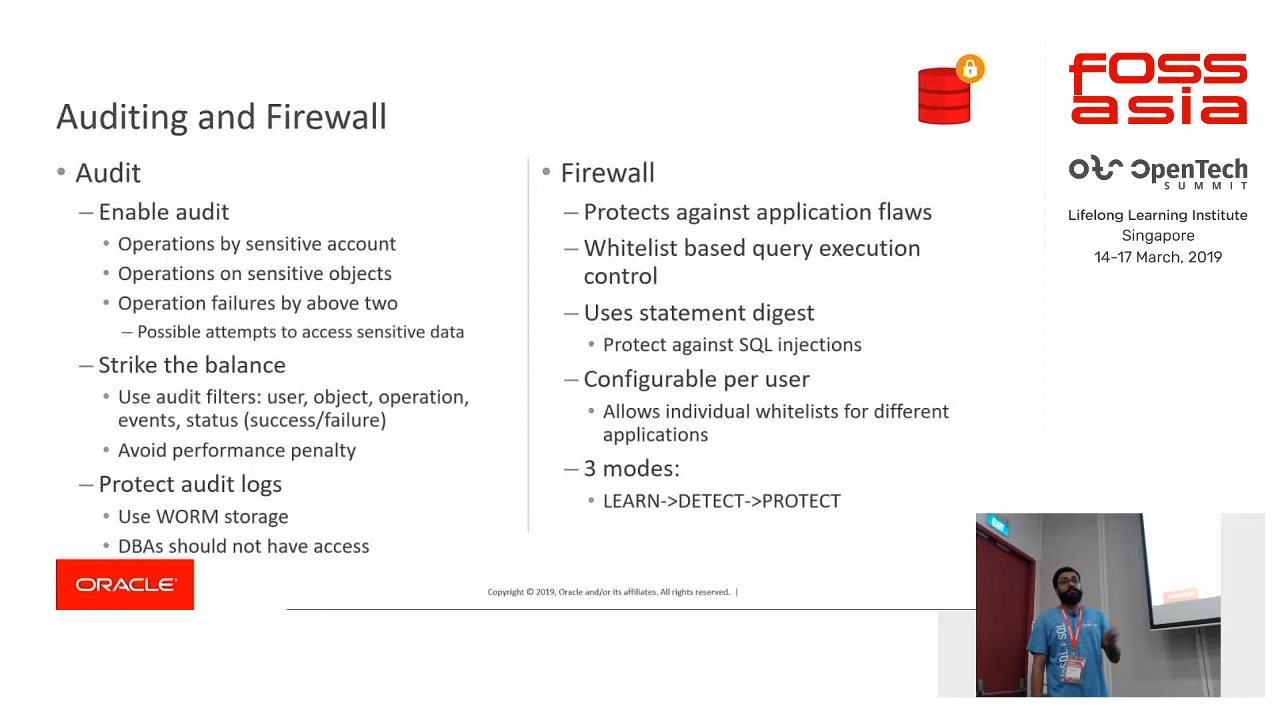 Auditing and Firewall
• Audit
– Enable audit
• Operations by sensitive account
• Operations on sensitive objects
• Operation failures by above two
– Possible attempts to access sensitive data
– Strike the balance
• Use audit filters: user, object, operation,
events, status (success/failure)
• Avoid performance penalty
– Protect audit logs
• Use WORM storage
• DBAs should not have access
• Firewall
– Protects against application flaws
– Whitelist based query execution
control
– Uses statement digest
• Protect against SQL injections
– Configurable per user
• Allows individual whitelists for different
applications
– 3 modes:
• LEARN->DETECT->PROTECT
ORACLE
Copyright © 2019, Oracle and/or its affiliates. All rights reserved. |
FOSS
asia
OpenTech
SUMMIT
Lifelong Learning Institute
Singapore
14-17 March, 2019
EXIT